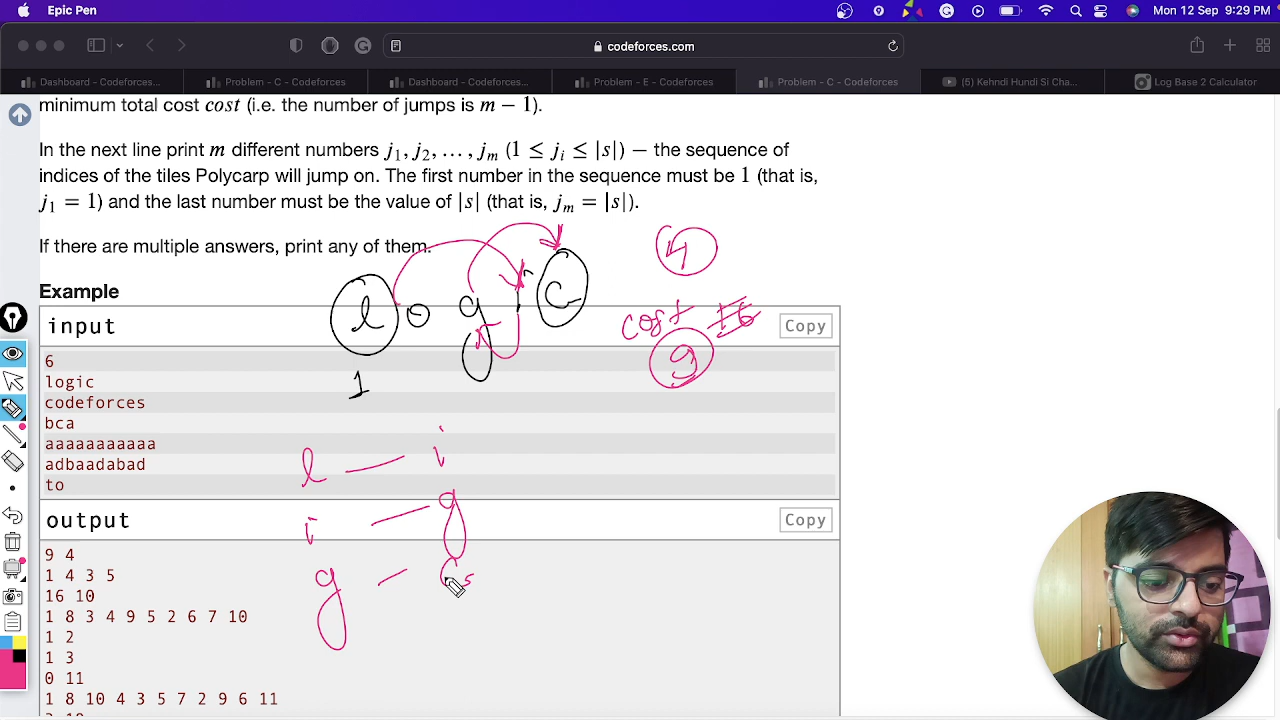 Epic Pen
Mon 12 Sep 9:29 PM
codeforces.com
Dashboard - Codeforces...
Problem - C - Codeforces
Dashboard - Codeforces...
Problem - E - Codeforces
Problem - C - Codeforces
(5) Kehndi Hundi Si Cha...
Log Base 2 Calculator
minimum total cost cost (i.e. the number of jumps is m − 1).
In the next line print m different numbers j₁, j₂, … , jₘ (1 ≤ jᵢ ≤ |s|) — the sequence of
indices of the tiles Polycarp will jump on. The first number in the sequence must be 1 (that is,
j₁ = 1) and the last number must be the value of |s| (that is, jₘ = |s|).
If there are multiple answers, print any of them.
4
Example
l o g i c
input
cost
Copy
9
6
logic
1
codeforces
bca
aaaaaaaaaaa
adbaadabad
l — i
to
i — g
output
Copy
9 4
g — c
1 4 3 5
16 10
1 8 3 4 9 5 2 6 7 10
1 2
1 3
0 11
1 8 10 4 3 5 7 2 9 6 11